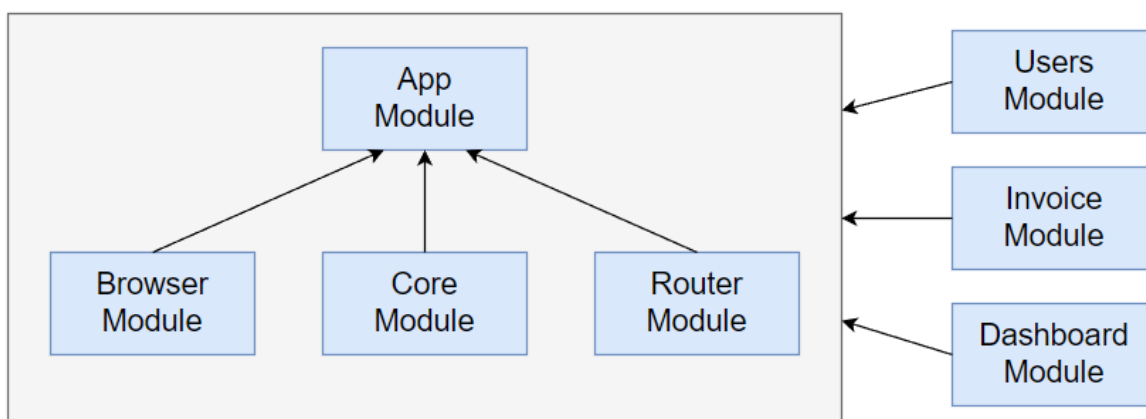 App
Module
Browser
Module
Core
Module
Router
Module
Users
Module
Invoice
Module
Dashboard
Module